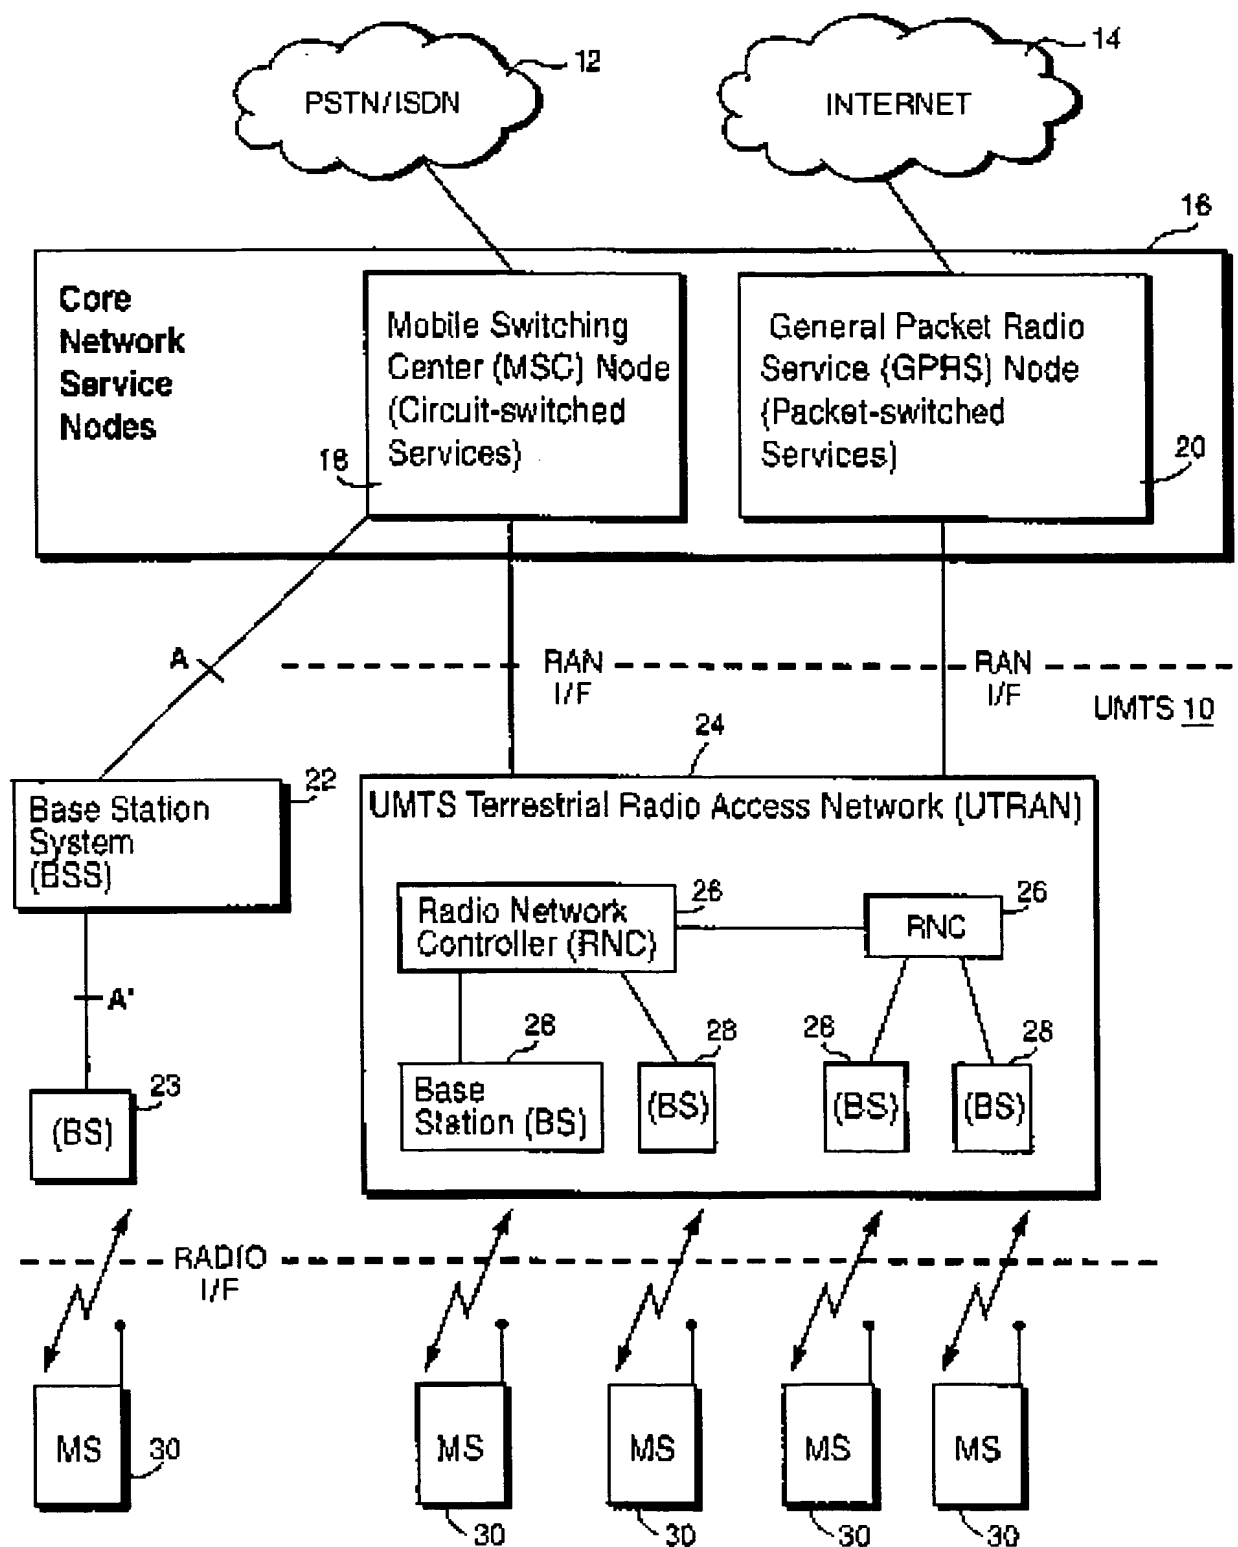 12
PSTN/ISDN
14
INTERNET
16
Core
Network
Service
Nodes
Mobile Switching
Center (MSC) Node
(Circuit-switched
Services)
18
General Packet Radio
Service (GPRS) Node
(Packet-switched
Services)
20
A
RAN
I/F
RAN
I/F
UMTS 10
24
22
Base Station
System
(BSS)
UMTS Terrestrial Radio Access Network (UTRAN)
26
Radio Network
Controller (RNC)
26
RNC
A'
28
Base
Station (BS)
28
(BS)
28
(BS)
28
(BS)
23
(BS)
RADIO
I/F
MS
30
MS
30
MS
30
MS
30
MS
30